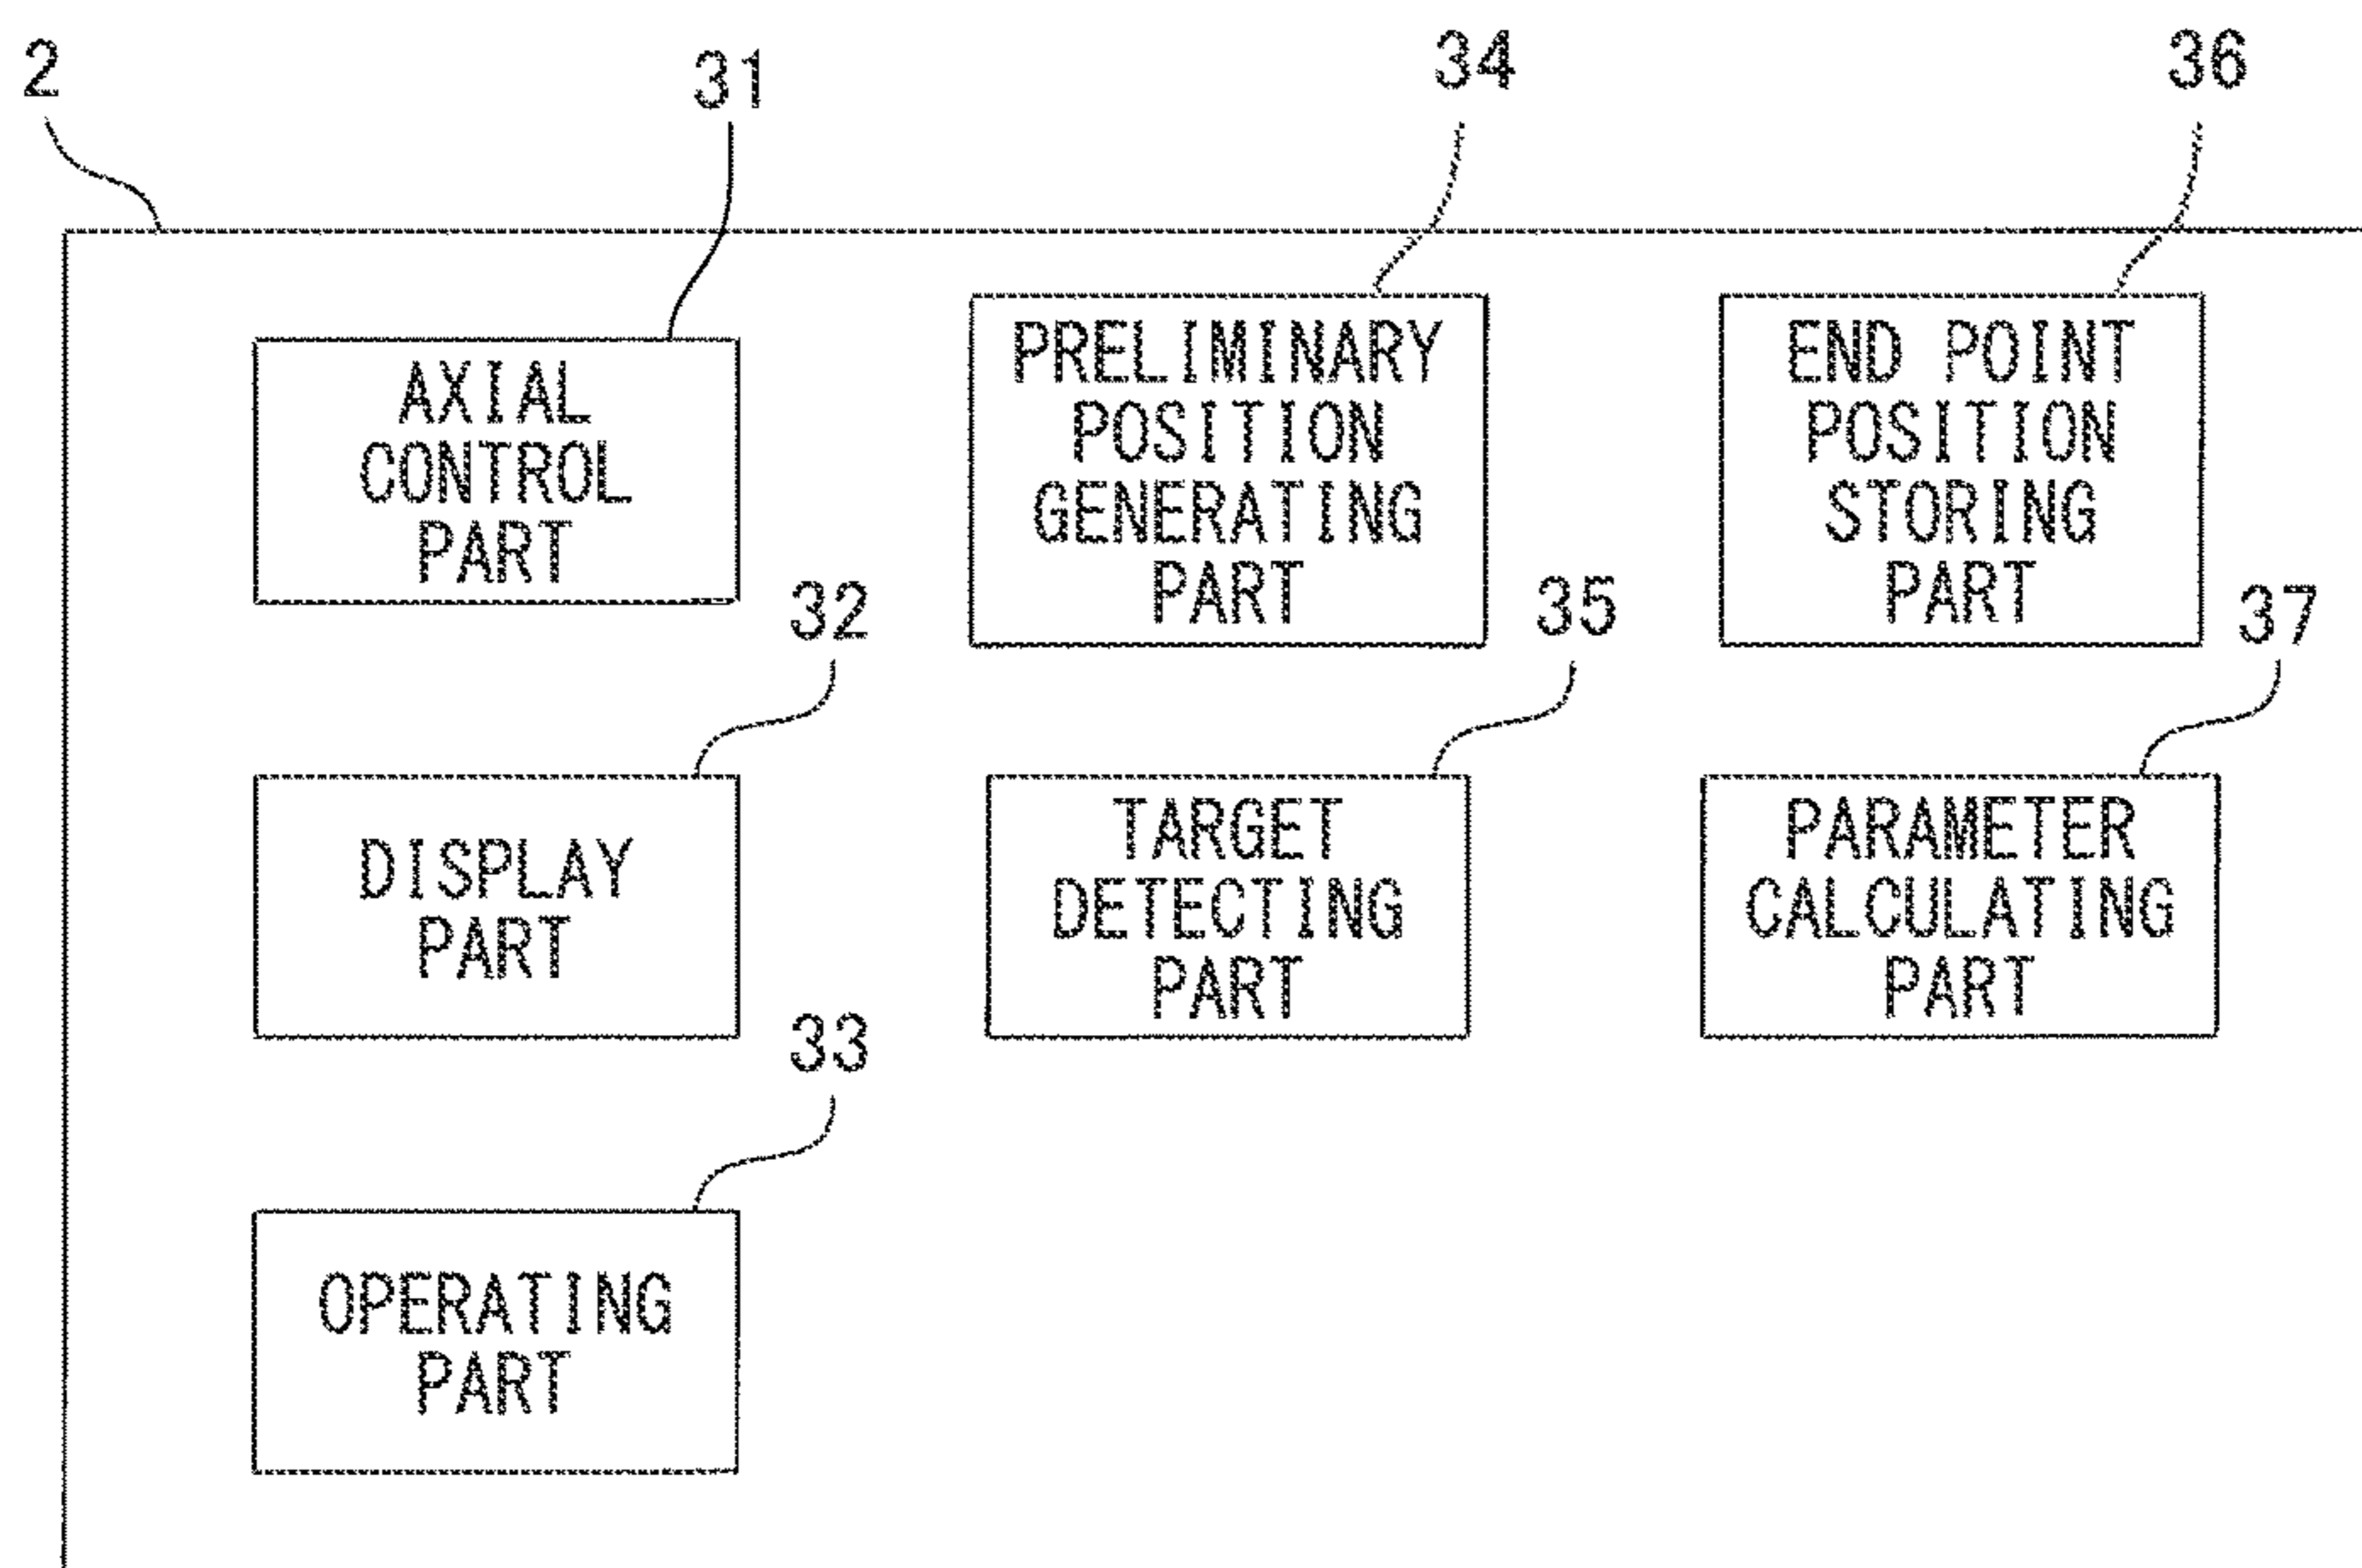 2
31
34
36
AXIAL
CONTROL
PART
PRELIMINARY
POSITION
GENERATING
PART
END POINT
POSITION
STORING
PART
32
35
37
DISPLAY
PART
TARGET
DETECTING
PART
PARAMETER
CALCULATING
PART
33
OPERATING
PART